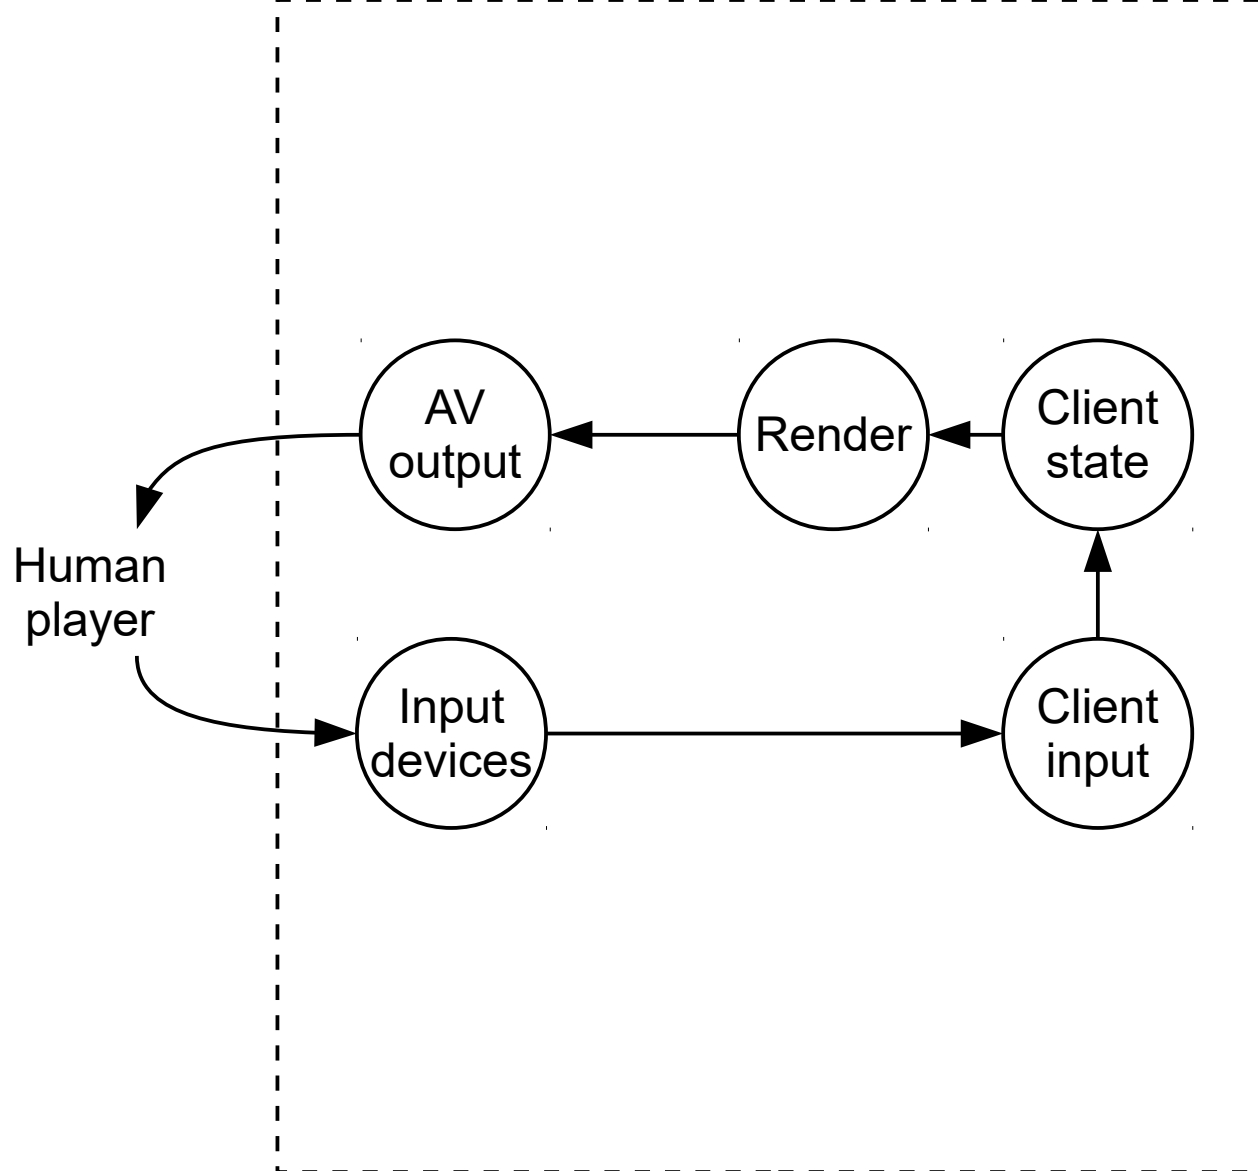 AV
output
Render
Client
state
Human
player
Input
devices
Client
input